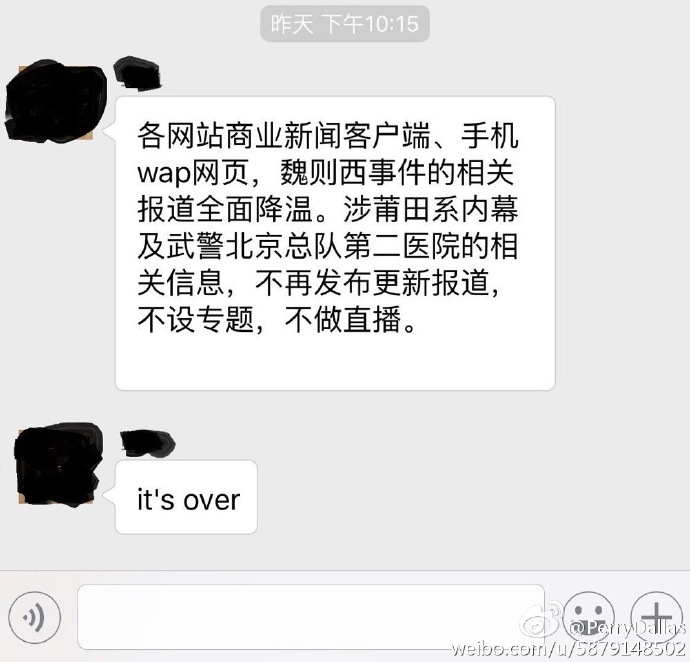 昨天 下午10:15
各网站商业新闻客户端、手机
wap网页，魏则西事件的相关
报道全面降温。涉莆田系内幕
及武警北京总队第二医院的相
关信息，不再发布更新报道，
不设专题，不做直播。
it's over
@PerryDallas
weibo.com/u/5879148502